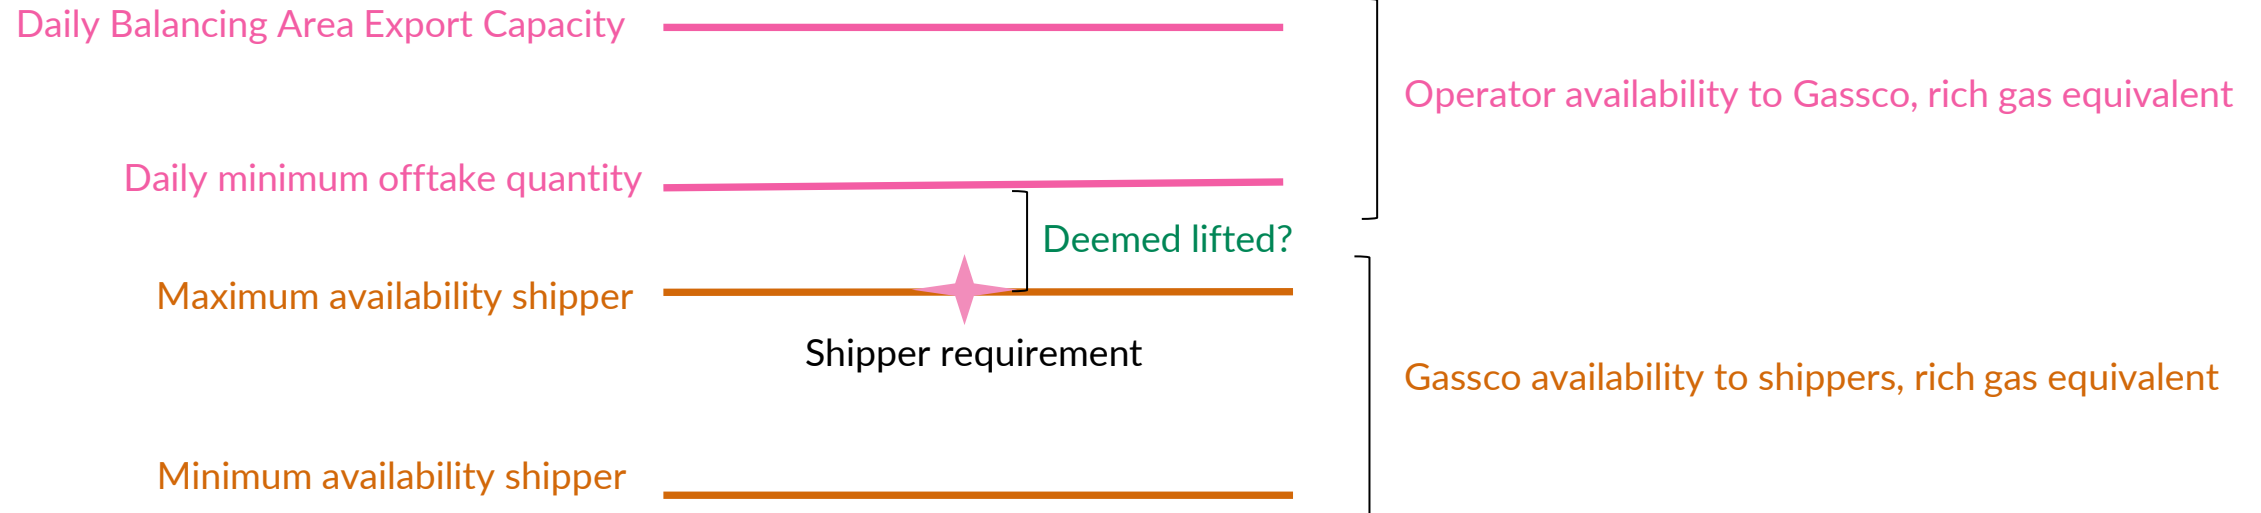 Daily Balancing Area Export Capacity
Operator availability to Gassco, rich gas equivalent
Daily minimum offtake quantity
Deemed lifted?
Maximum availability shipper
Shipper requirement
Gassco availability to shippers, rich gas equivalent
Minimum availability shipper